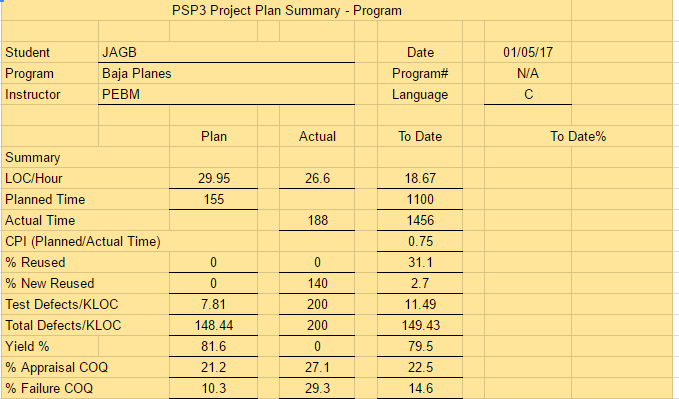 PSP3 Project Plan Summary - Program
Student JAGB Date 01/05/17
Program Baja Planes Program# N/A
Instructor PEBM Language C
Plan Actual To Date To Date%
Summary
LOC/Hour 29.95 26.6 18.67
Planned Time 155 1100
Actual Time 188 1456
CPI (Planned/Actual Time) 0.75
% Reused 0 0 31.1
% New Reused 0 140 2.7
Test Defects/KLOC 7.81 200 11.49
Total Defects/KLOC 148.44 200 149.43
Yield % 81.6 0 79.5
% Appraisal COQ 21.2 27.1 22.5
% Failure COQ 10.3 29.3 14.6